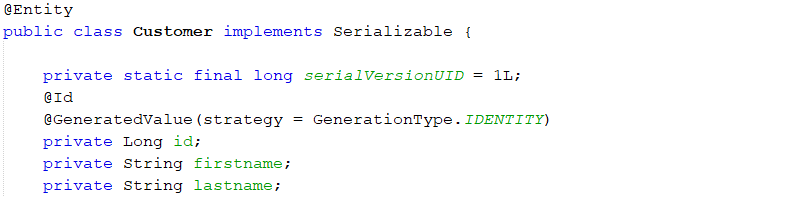 @Entity
public class Customer implements Serializable {
private static final long serialVersionUID = 1L;
@Id
@GeneratedValue(strategy = GenerationType.IDENTITY)
private Long id;
private String firstname;
private String lastname;